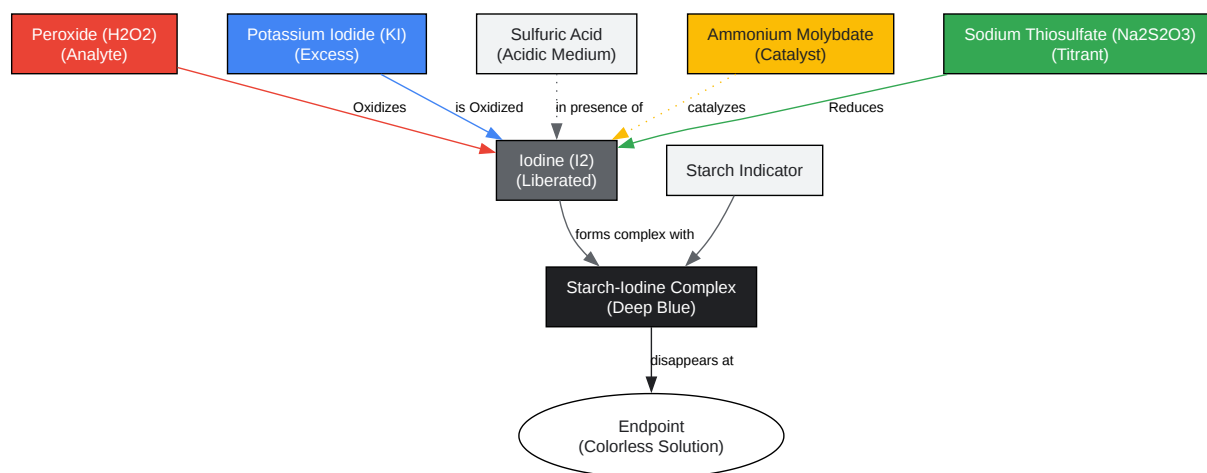 Peroxide (H2O2)
(Analyte)
Potassium Iodide (KI)
(Excess)
Sulfuric Acid
(Acidic Medium)
Ammonium Molybdate
(Catalyst)
Sodium Thiosulfate (Na2S2O3)
(Titrant)
Oxidizes
is Oxidized
in presence of
catalyzes
Reduces
Iodine (I2)
(Liberated)
Starch Indicator
forms complex with
Starch-Iodine Complex
(Deep Blue)
disappears at
Endpoint
(Colorless Solution)